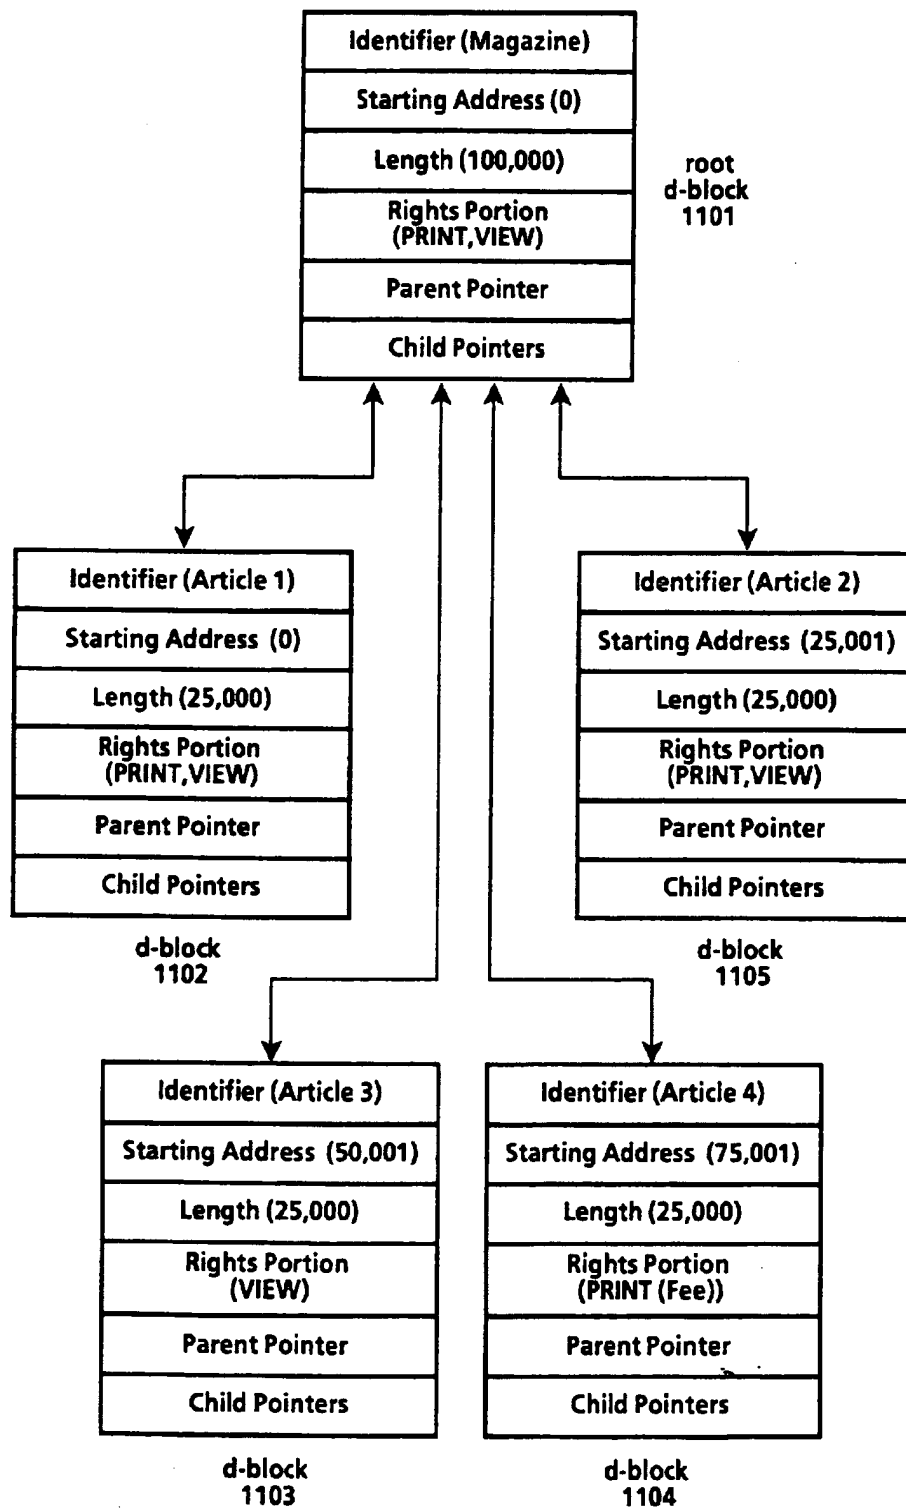 Identifier (Magazine)
Starting Address (0)
Length (100,000)
Rights Portion
(PRINT,VIEW)
Parent Pointer
Child Pointers
root
d-block
1101
Identifier (Article 1)
Starting Address (0)
Length (25,000)
Rights Portion
(PRINT,VIEW)
Parent Pointer
Child Pointers
d-block
1102
Identifier (Article 2)
Starting Address (25,001)
Length (25,000)
Rights Portion
(PRINT,VIEW)
Parent Pointer
Child Pointers
d-block
1105
Identifier (Article 3)
Starting Address (50,001)
Length (25,000)
Rights Portion
(VIEW)
Parent Pointer
Child Pointers
d-block
1103
Identifier (Article 4)
Starting Address (75,001)
Length (25,000)
Rights Portion
(PRINT (Fee))
Parent Pointer
Child Pointers
d-block
1104